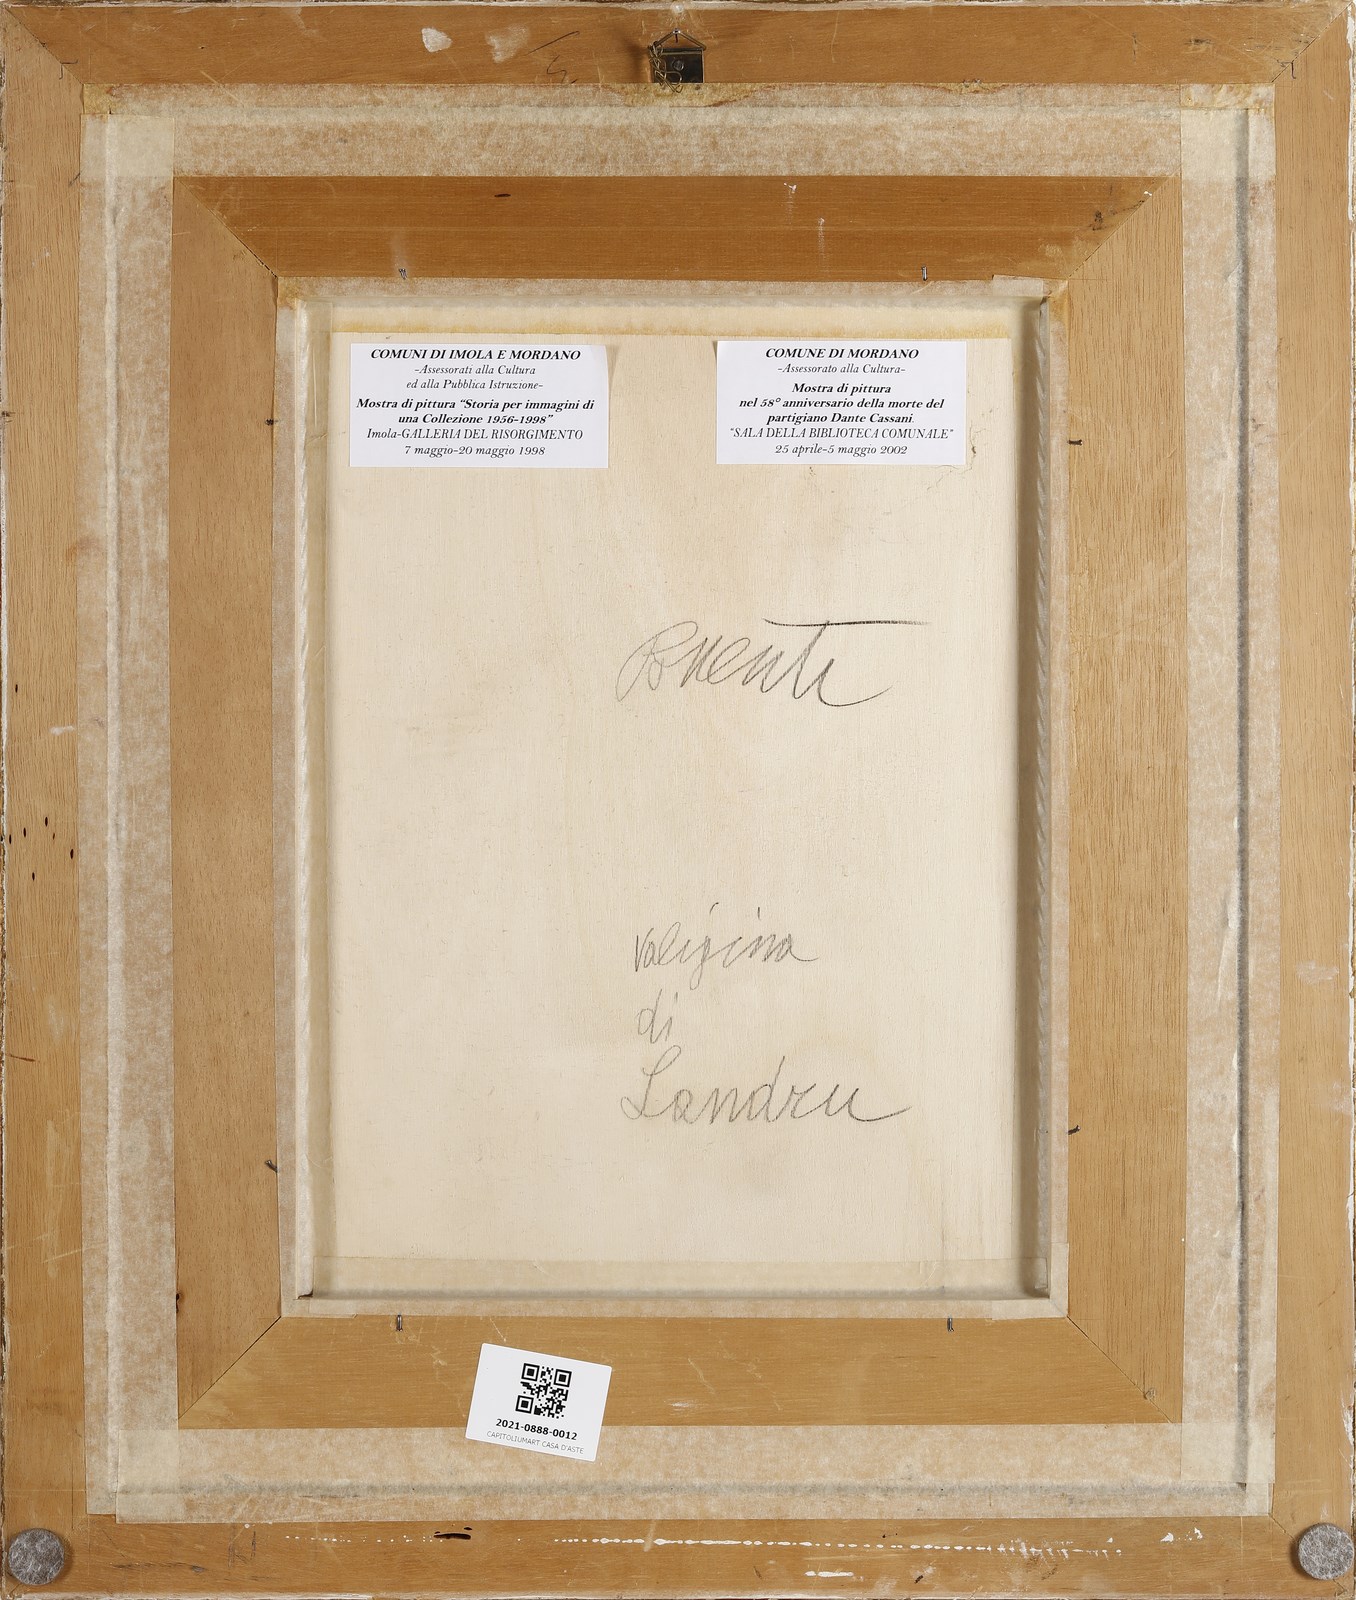 COMUNI DI IMOLA E MORDANO
-Assessorati alla Cultura
ed alla Pubblica Istruzione-
Mostra di pittura “Storia per immagini di
una Collezione 1956-1998”
Imola-GALLERIA DEL RISORGIMENTO
7 maggio-20 maggio 1998
COMUNE DI MORDANO
-Assessorato alla Cultura-
Mostra di pittura
nel 58° anniversario della morte del
partigiano Dante Cassani.
"SALA DELLA BIBLIOTECA COMUNALE"
25 aprile-5 maggio 2002
valigina
di
Landru
2021-0888-0012
CAPITOLIUMART CASA D'ASTE